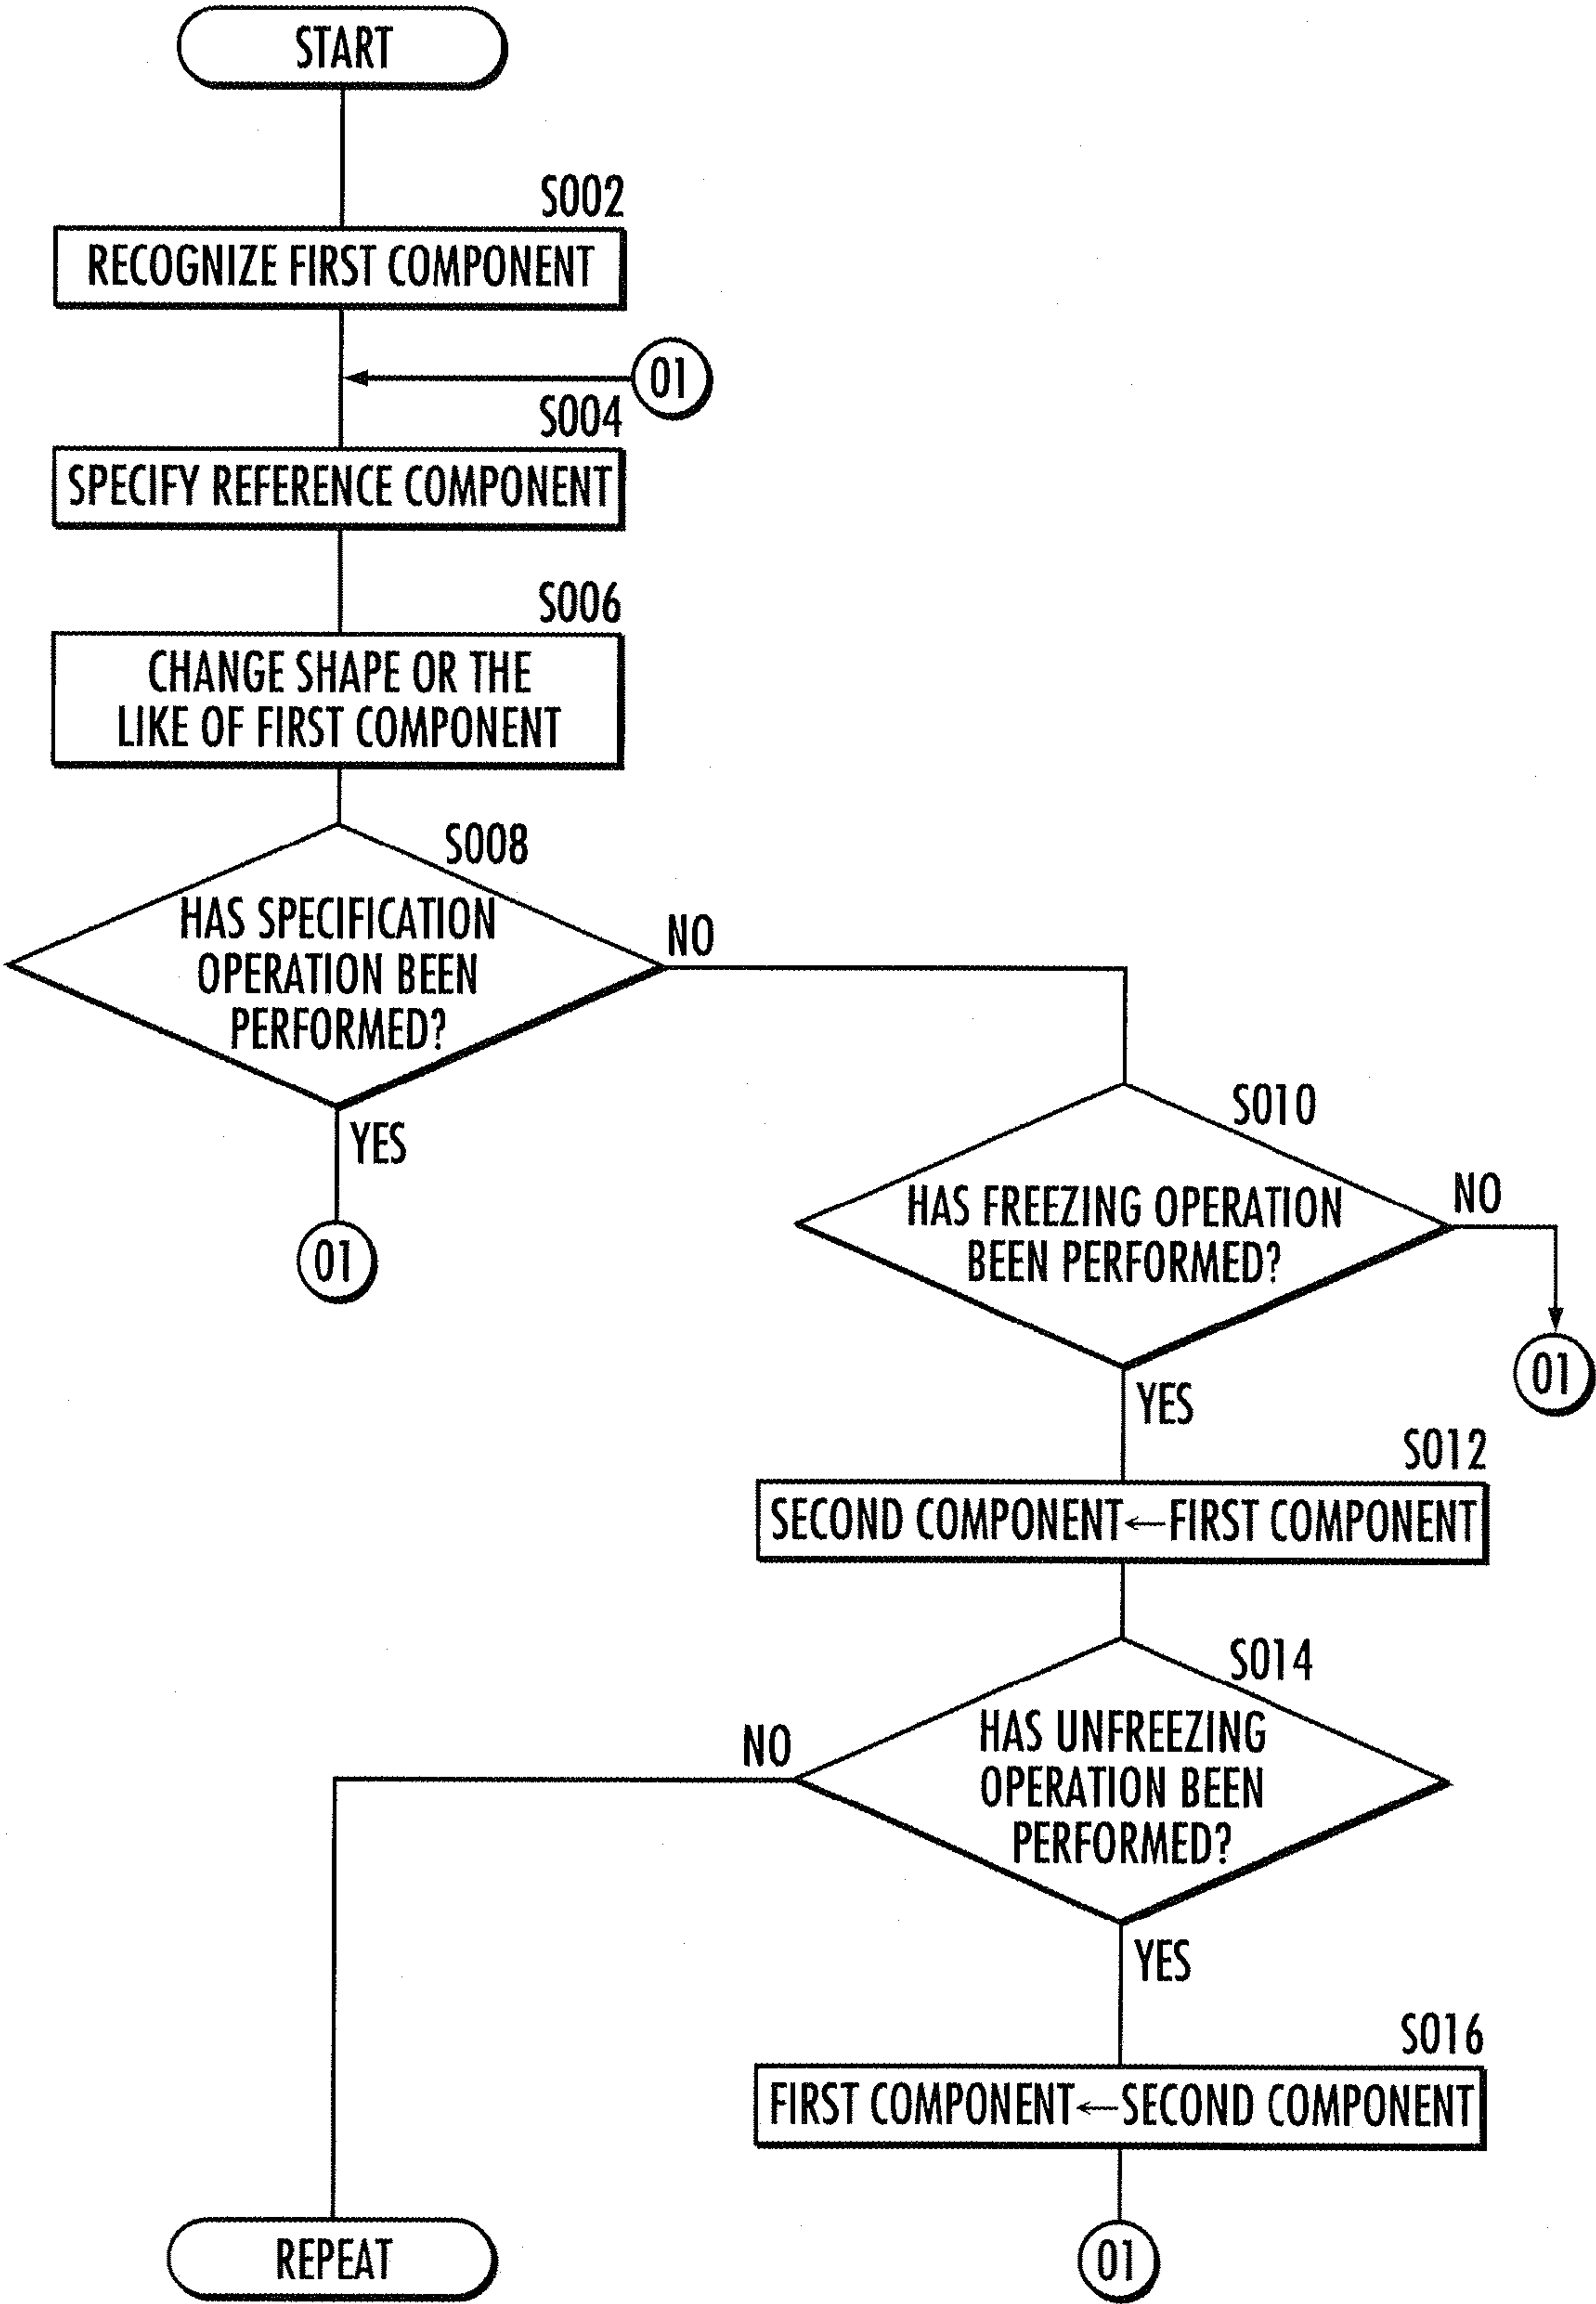 START
S002
RECOGNIZE FIRST COMPONENT
01
S004
SPECIFY REFERENCE COMPONENT
S006
CHANGE SHAPE OR THE
LIKE OF FIRST COMPONENT
S008
HAS SPECIFICATION
OPERATION BEEN
PERFORMED?
NO
YES
01
S010
HAS FREEZING OPERATION
BEEN PERFORMED?
NO
01
YES
S012
SECOND COMPONENT←FIRST COMPONENT
S014
HAS UNFREEZING
OPERATION BEEN
PERFORMED?
NO
YES
S016
FIRST COMPONENT←SECOND COMPONENT
REPEAT
01